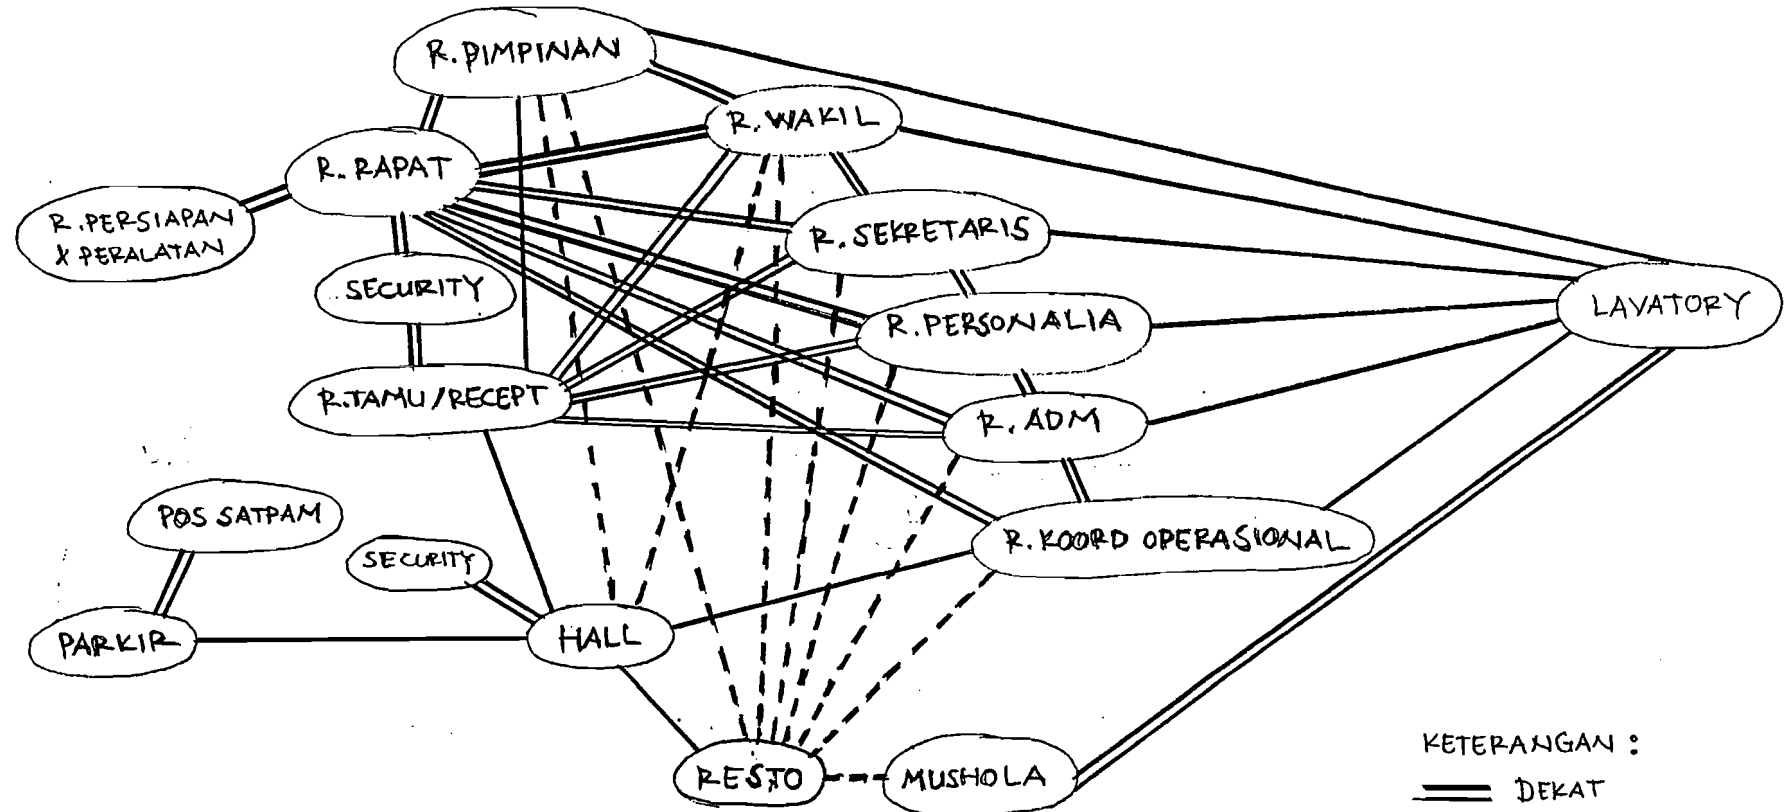 R. PIMPINAN
R. WAKIL
R. RAPAT
R. PERSIAPAN
& PERALATAN
R. SEKRETARIS
SECURITY
LAVATORY
R. PERSONALIA
R. TAMU/RECEPT
R. ADM
POS SATPAM
R. KOORD OPERASIONAL
SECURITY
PARKIR
HALL
RESTO
MUSHOLA
KETERANGAN :
DEKAT